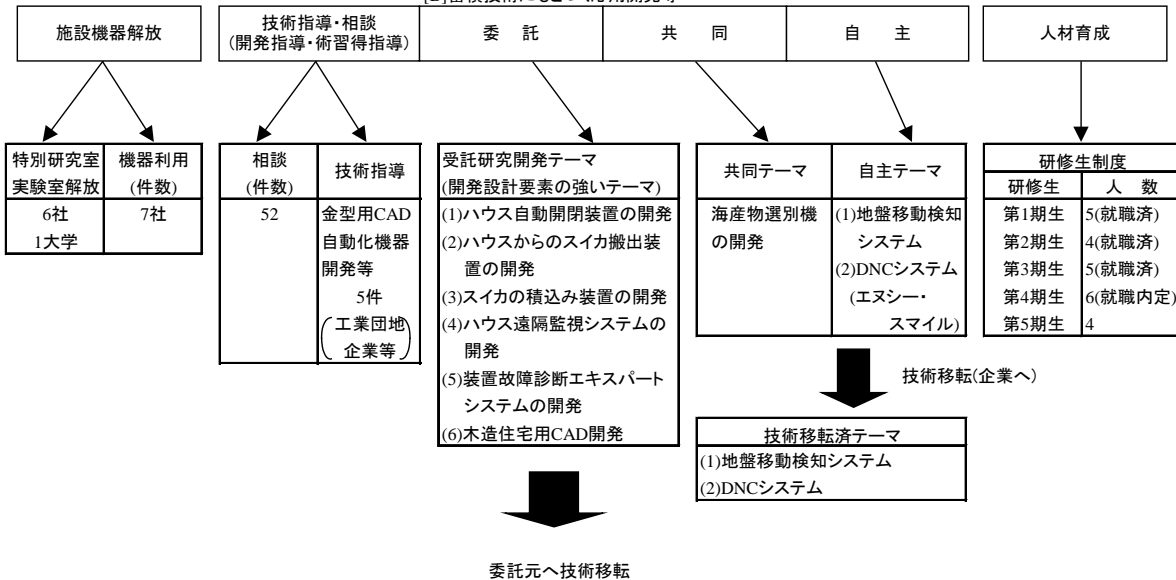 施設機器解放
技術指導・相談
(開発指導・術習得指導)
委 託
共 同
自 主
人材育成
特別研究室
実験室解放
機器利用
(件数)
6社
1大学
7社
相談
(件数)
技術指導
52
金型用CAD
自動化機器
開発等
5件
(工業団地
企業等)
受託研究開発テーマ
(開発設計要素の強いテーマ)
(1)ハウス自動開閉装置の開発
(2)ハウスからのスイカ搬出装
置の開発
(3)スイカの積込み装置の開発
(4)ハウス遠隔監視システムの
開発
(5)装置故障診断エキスパート
システムの開発
(6)木造住宅用CAD開発
委託元へ技術移転
共同テーマ
自主テーマ
海産物選別機
の開発
(1)地盤移動検知
システム
(2)DNCシステム
(エヌシー・
スマイル)
技術移転(企業へ)
技術移転済テーマ
(1)地盤移動検知システム
(2)DNCシステム
研修生制度
研修生 人 数
第1期生 5(就職済)
第2期生 4(就職済)
第3期生 5(就職済)
第4期生 6(就職内定)
第5期生 4